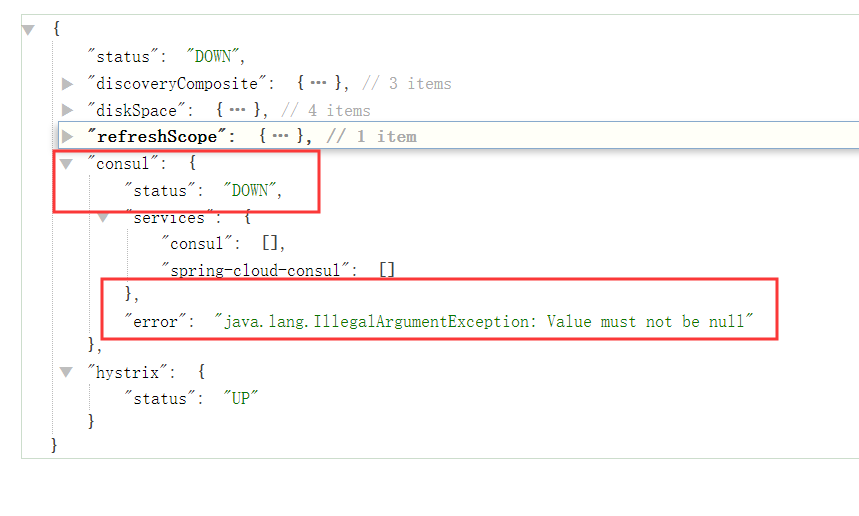 {
"status": "DOWN",
"discoveryComposite": { ... }, // 3 items
"diskSpace": { ... }, // 4 items
"refreshScope": { ... }, // 1 item
"consul": {
"status": "DOWN",
"services": {
"consul": [],
"spring-cloud-consul": []
},
"error": "java.lang.IllegalArgumentException: Value must not be null"
},
"hystrix": {
"status": "UP"
}
}